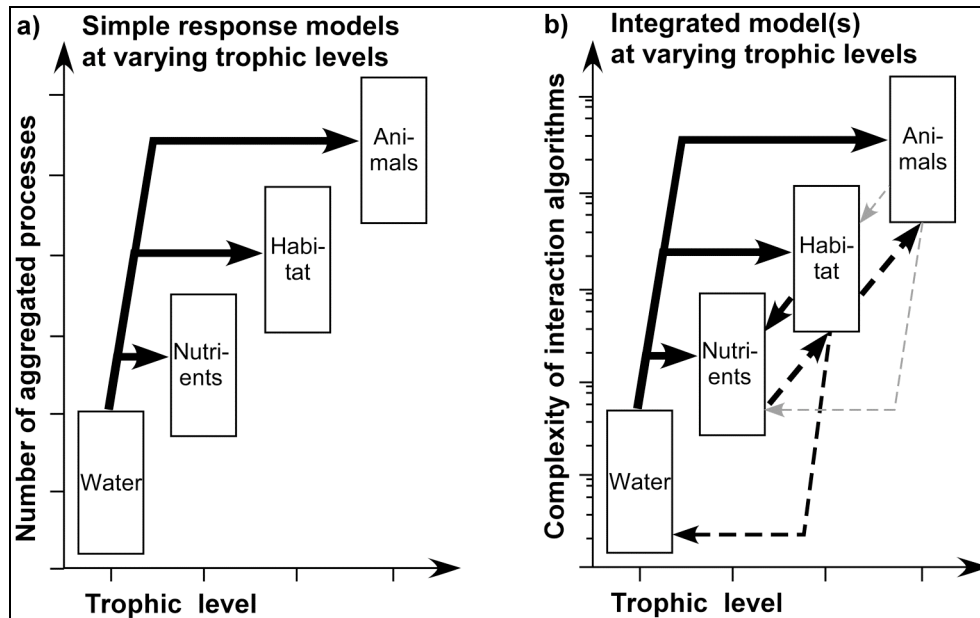 a) Simple response models
at varying trophic levels
Number of aggregated processes
Ani-
mals
Habi-
tat
Nutri-
ents
Water
Trophic level
b) Integrated model(s)
at varying trophic levels
Complexity of interaction algorithms
Ani-
mals
Habi-
tat
Nutri-
ents
Water
Trophic level